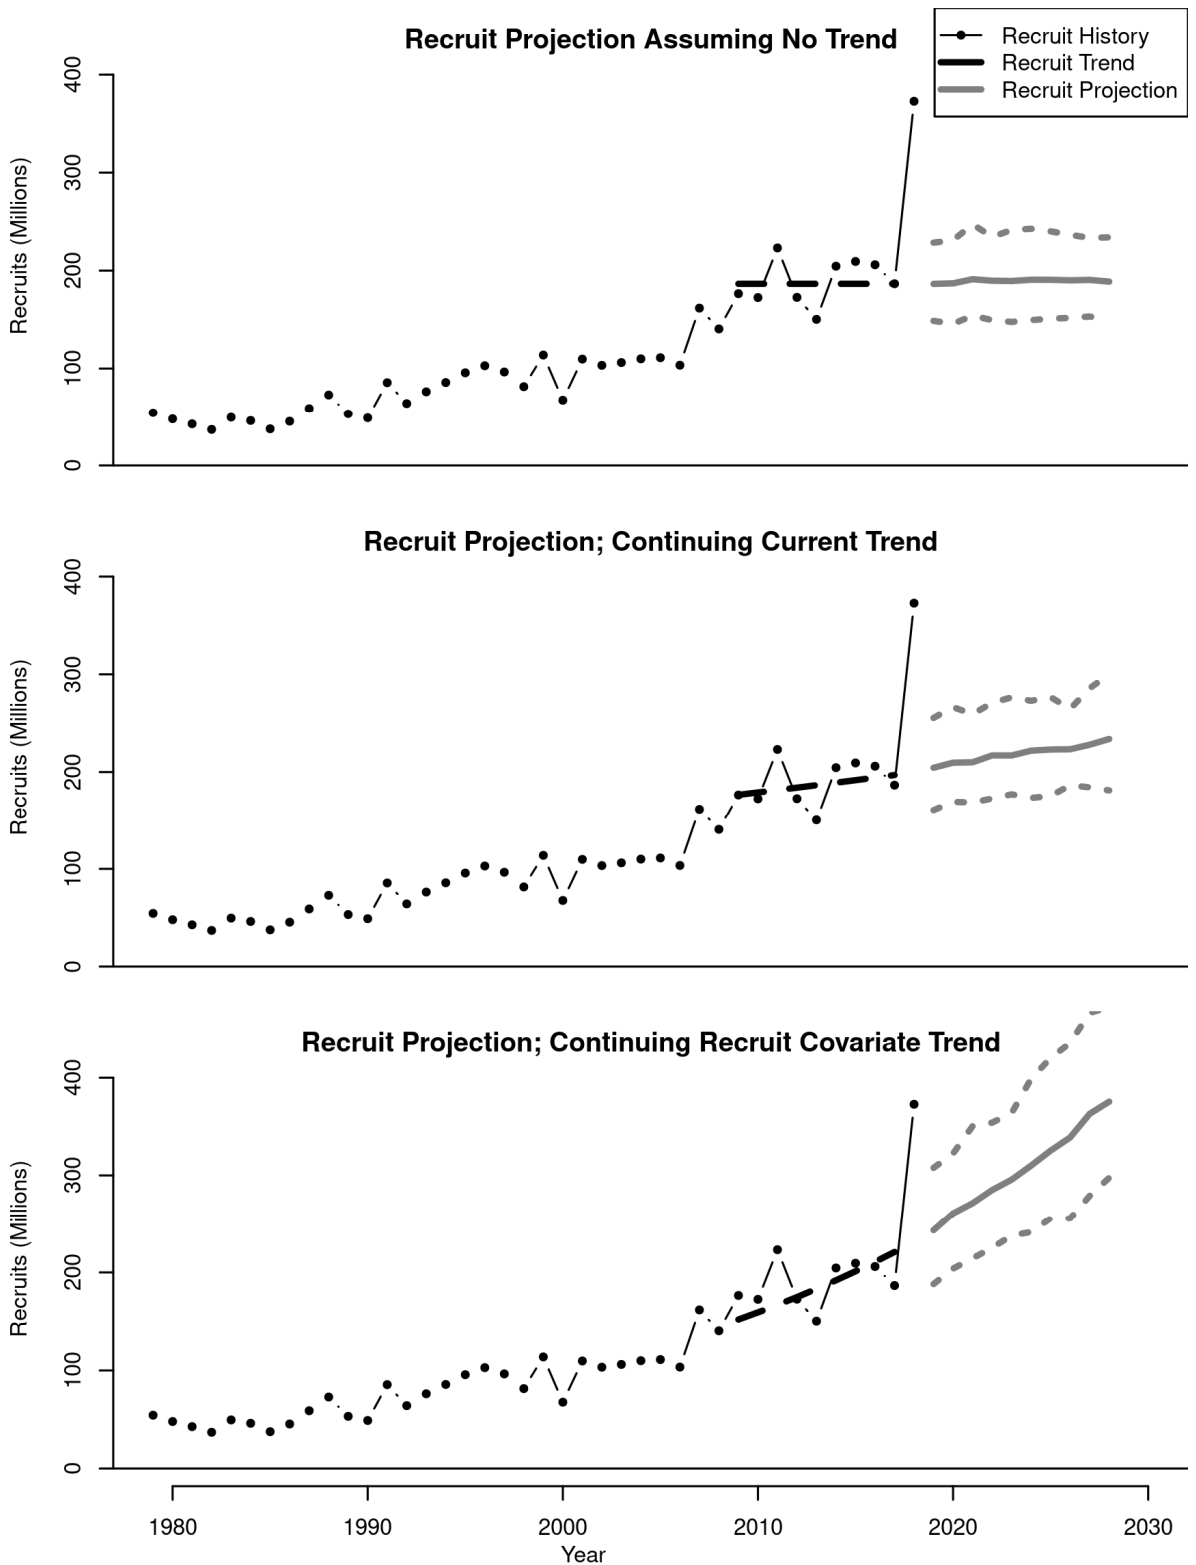 Recruit Projection Assuming No Trend
Recruit History
Recruit Trend
Recruit Projection
Recruits (Millions)
400
300
200
100
0
Recruit Projection; Continuing Current Trend
Recruits (Millions)
400
300
200
100
0
Recruit Projection; Continuing Recruit Covariate Trend
Recruits (Millions)
400
300
200
100
0
1980 1990 2000 2010 2020 2030
Year